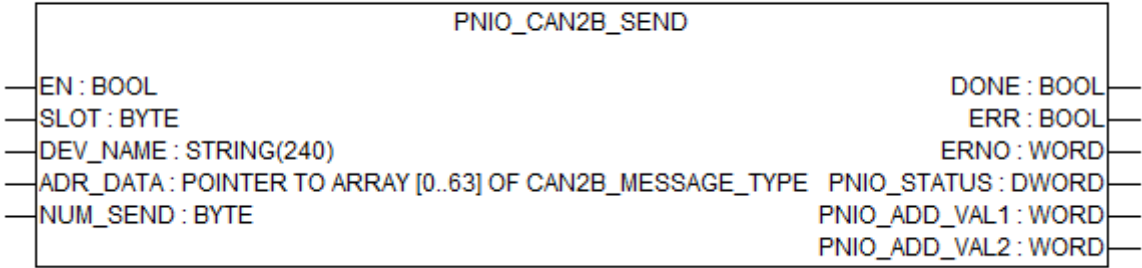 PNIO_CAN2B_SEND
EN : BOOL DONE : BOOL
SLOT : BYTE ERR : BOOL
DEV_NAME : STRING(240) ERNO : WORD
ADR_DATA : POINTER TO ARRAY [0..63] OF CAN2B_MESSAGE_TYPE PNIO_STATUS : DWORD
NUM_SEND : BYTE PNIO_ADD_VAL1 : WORD
PNIO_ADD_VAL2 : WORD